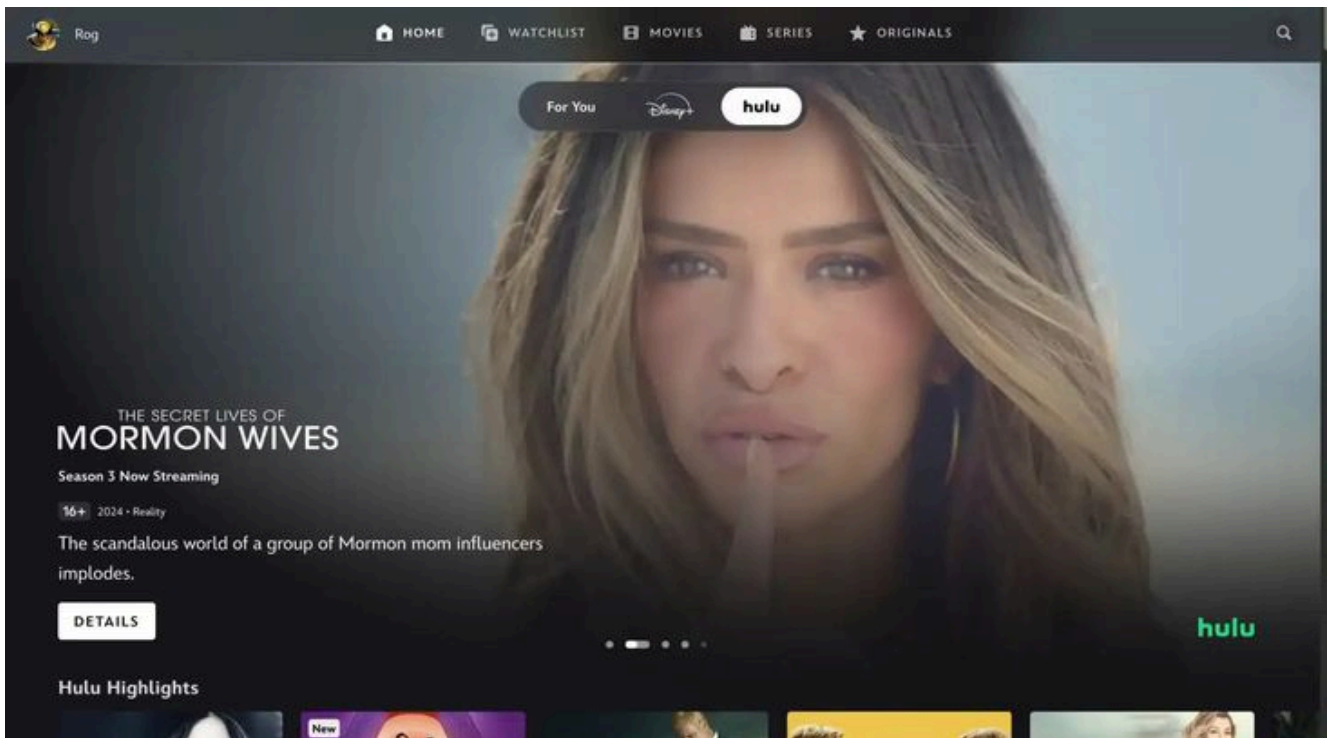 Rog
HOME
WATCHLIST
MOVIES
SERIES
ORIGINALS
For You
Disney+
hulu
THE SECRET LIVES OF
MORMON WIVES
Season 3 Now Streaming
16+ 2024 • Reality
The scandalous world of a group of Mormon mom influencers
implodes.
DETAILS
hulu
Hulu Highlights
New